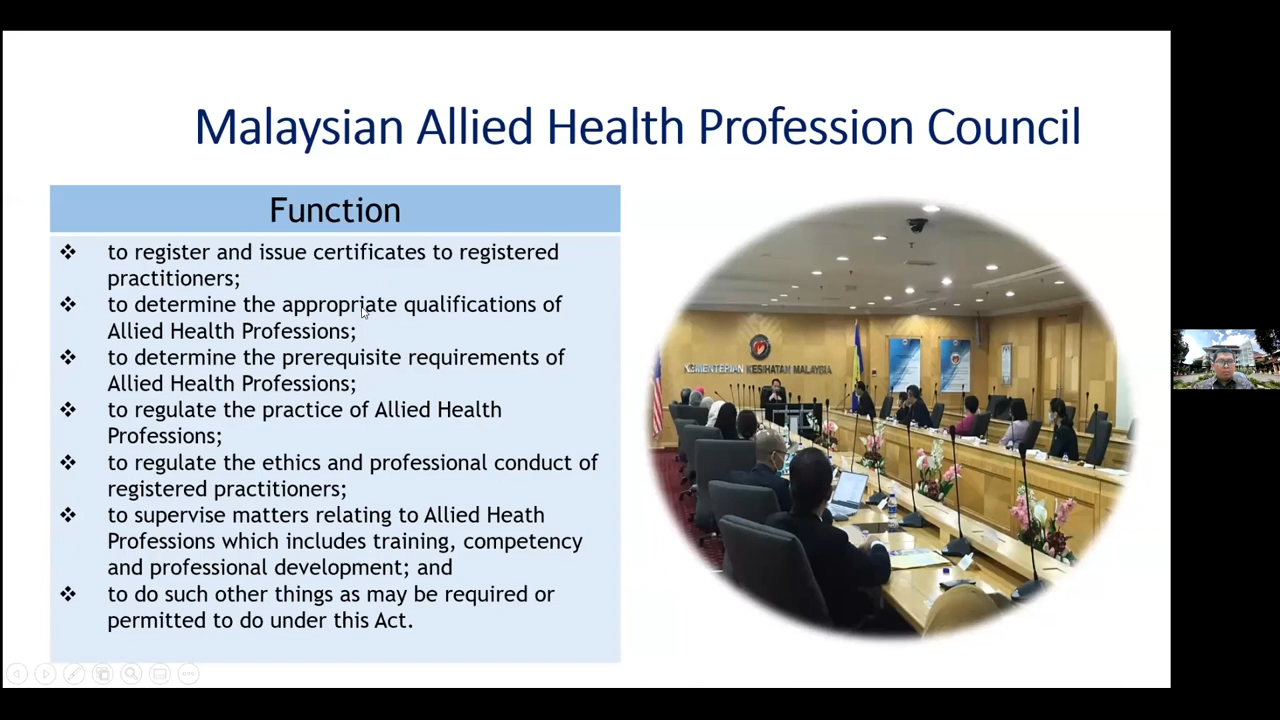 Malaysian Allied Health Profession Council
Function
❖ to register and issue certificates to registered
practitioners;
❖ to determine the appropriate qualifications of
Allied Health Professions;
❖ to determine the prerequisite requirements of
Allied Health Professions;
❖ to regulate the practice of Allied Health
Professions;
❖ to regulate the ethics and professional conduct of
registered practitioners;
❖ to supervise matters relating to Allied Heath
Professions which includes training, competency
and professional development; and
❖ to do such other things as may be required or
permitted to do under this Act.
KEMENTERIAN KESIHATAN MALAYSIA